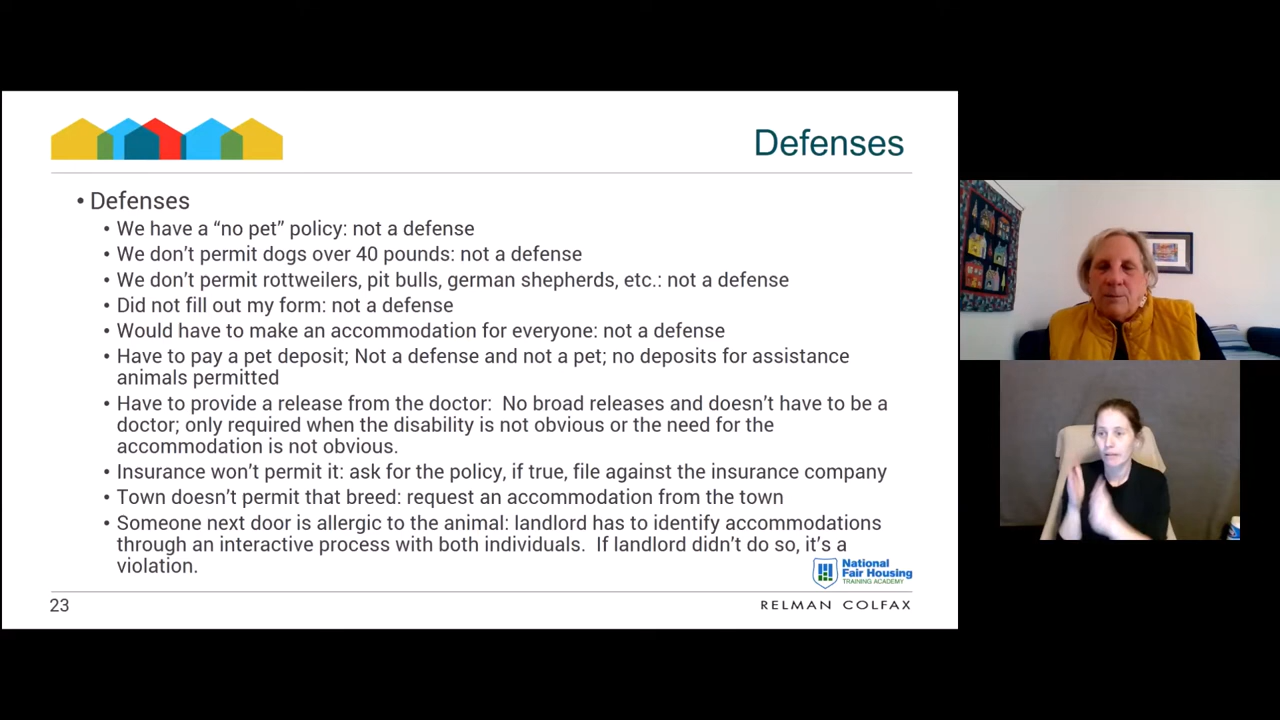 Defenses
• Defenses
• We have a “no pet” policy: not a defense
• We don’t permit dogs over 40 pounds: not a defense
• We don’t permit rottweilers, pit bulls, german shepherds, etc.: not a defense
• Did not fill out my form: not a defense
• Would have to make an accommodation for everyone: not a defense
• Have to pay a pet deposit; Not a defense and not a pet; no deposits for assistance
animals permitted
• Have to provide a release from the doctor:  No broad releases and doesn’t have to be a
doctor; only required when the disability is not obvious or the need for the
accommodation is not obvious.
• Insurance won’t permit it: ask for the policy, if true, file against the insurance company
• Town doesn’t permit that breed: request an accommodation from the town
• Someone next door is allergic to the animal: landlord has to identify accommodations
through an interactive process with both individuals.  If landlord didn’t do so, it’s a
violation.
National
Fair Housing
TRAINING ACADEMY
23
RELMAN COLFAX